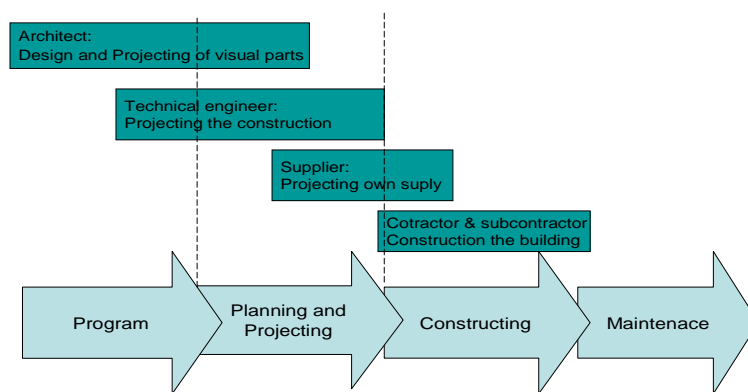 Architect:
Design and Projecting of visual parts
Technical engineer:
Projecting the construction
Supplier:
Projecting own suply
Cotractor & subcontractor
Construction the building
Program
Planning and
Projecting
Constructing
Maintenace